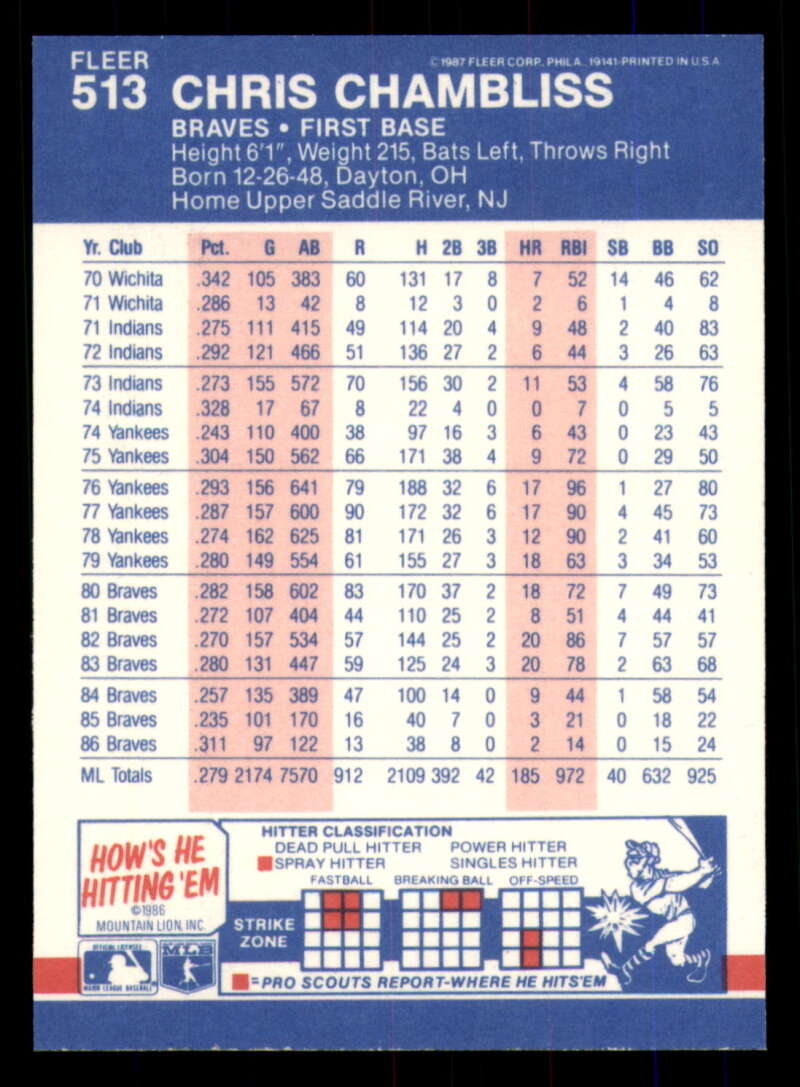 FLEER
513 CHRIS CHAMBLISS
© 1987 FLEER CORP. PHILA. 19141-PRINTED IN U.S.A.
BRAVES • FIRST BASE
Height 6'1", Weight 215, Bats Left, Throws Right
Born 12-26-48, Dayton, OH
Home Upper Saddle River, NJ
Yr. Club Pct. G AB R H 2B 3B HR RBI SB BB SO
70 Wichita .342 105 383 60 131 17 8 7 52 14 46 62
71 Wichita .286 13 42 8 12 3 0 2 6 1 4 8
71 Indians .275 111 415 49 114 20 4 9 48 2 40 83
72 Indians .292 121 466 51 136 27 2 6 44 3 26 63
73 Indians .273 155 572 70 156 30 2 11 53 4 58 76
74 Indians .328 17 67 8 22 4 0 0 7 0 5 5
74 Yankees .243 110 400 38 97 16 3 6 43 0 23 43
75 Yankees .304 150 562 66 171 38 4 9 72 0 29 50
76 Yankees .293 156 641 79 188 32 6 17 96 1 27 80
77 Yankees .287 157 600 90 172 32 6 17 90 4 45 73
78 Yankees .274 162 625 81 171 26 3 12 90 2 41 60
79 Yankees .280 149 554 61 155 27 3 18 63 3 34 53
80 Braves .282 158 602 83 170 37 2 18 72 7 49 73
81 Braves .272 107 404 44 110 25 2 8 51 4 44 41
82 Braves .270 157 534 57 144 25 2 20 86 7 57 57
83 Braves .280 131 447 59 125 24 3 20 78 2 63 68
84 Braves .257 135 389 47 100 14 0 9 44 1 58 54
85 Braves .235 101 170 16 40 7 0 3 21 0 18 22
86 Braves .311 97 122 13 38 8 0 2 14 0 15 24
ML Totals .279 2174 7570 912 2109 392 42 185 972 40 632 925
HOW'S HE
HITTING 'EM
©1986
MOUNTAIN LION, INC.
OFFICIAL LICENSEE
MAJOR LEAGUE BASEBALL
MLB
HITTER CLASSIFICATION
DEAD PULL HITTER POWER HITTER
SPRAY HITTER SINGLES HITTER
FASTBALL BREAKING BALL OFF-SPEED
STRIKE
ZONE
=PRO SCOUTS REPORT-WHERE HE HITS'EM